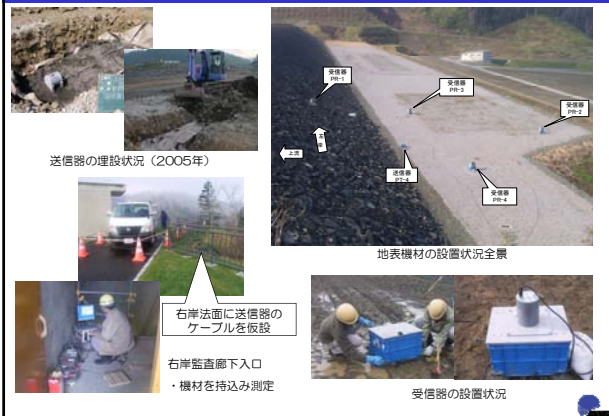 送信器の埋設状況（2005年）
受信器
PR-1
受信器
PR-3
受信器
PR-2
上流
送信器
PT-4
受信器
PR-4
地表機材の設置状況全景
右岸法面に送信器の
ケーブルを仮設
右岸監査廊下入口
・機材を持込み測定
受信器の設置状況